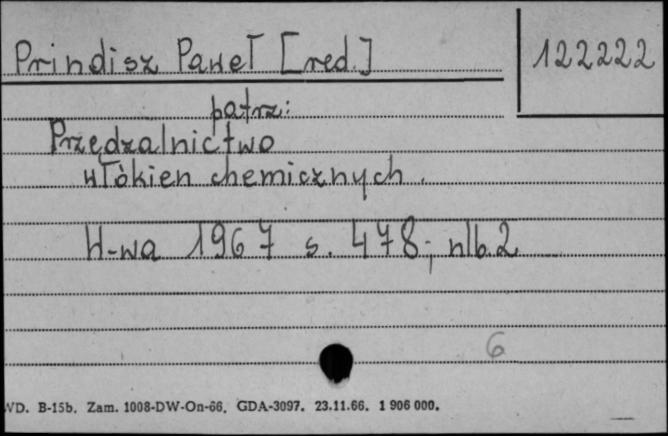 Prindisz Paweł [red.]
122222
patrz:
Przędzalnictwo
włókien chemicznych.
W-wa 1967 s. 478; nlb. 2
6
WD. B-15b. Zam. 1008-DW-On-66. GDA-3097. 23.11.66. 1 906 000.